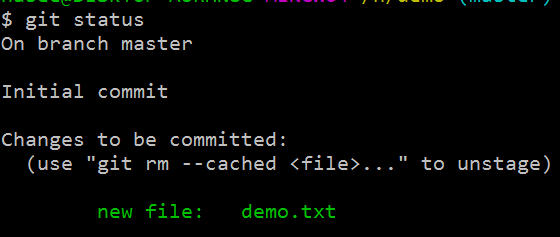 $ git status
On branch master
Initial commit
Changes to be committed:
(use "git rm --cached <file>..." to unstage)
new file: demo.txt